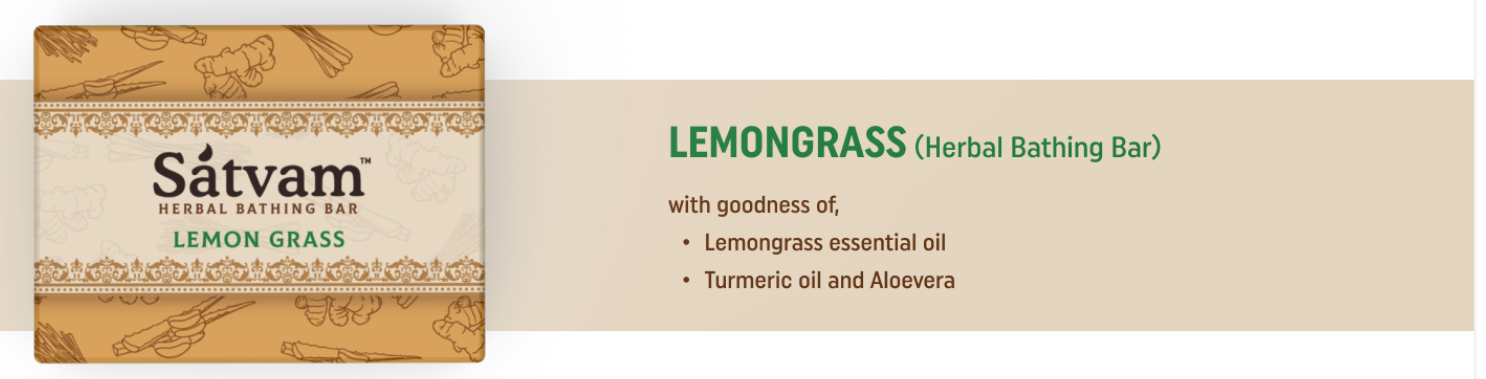 Sátvam™
HERBAL BATHING BAR
LEMON GRASS
LEMONGRASS (Herbal Bathing Bar)
with goodness of,
• Lemongrass essential oil
• Turmeric oil and Aloevera